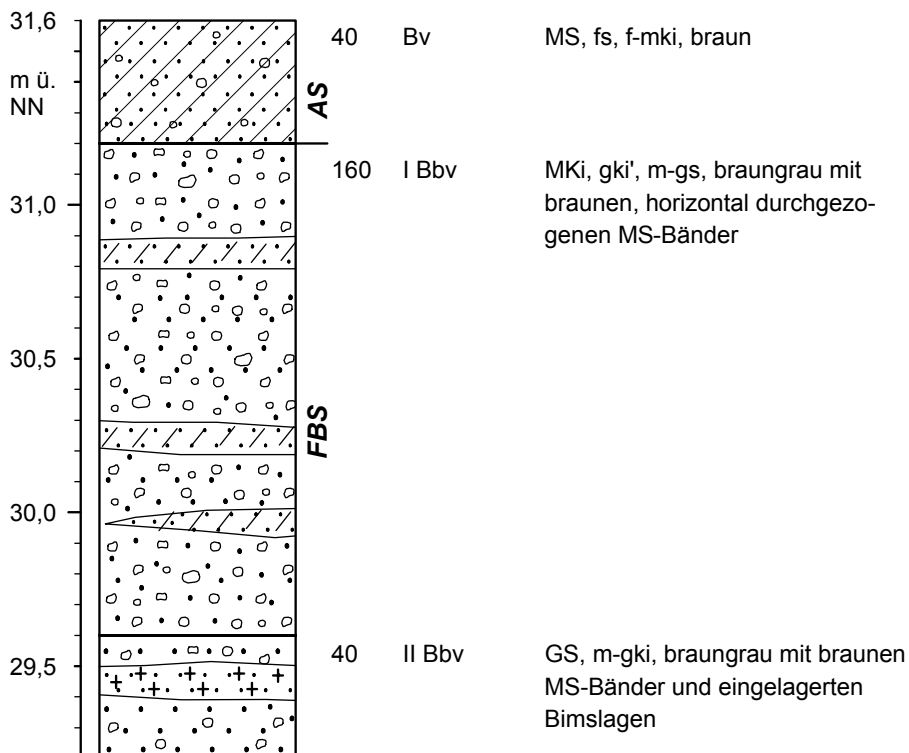 31,6
m ü.
NN
31,0
30,5
30,0
29,5
AS
FBS
40 Bv MS, fs, f-mki, braun
160 I Bbv MKi, gki', m-gs, braungrau mit
braunen, horizontal durchgezo-
genen MS-Bänder
40 II Bbv GS, m-gki, braungrau mit braunen
MS-Bänder und eingelagerten
Bimslagen